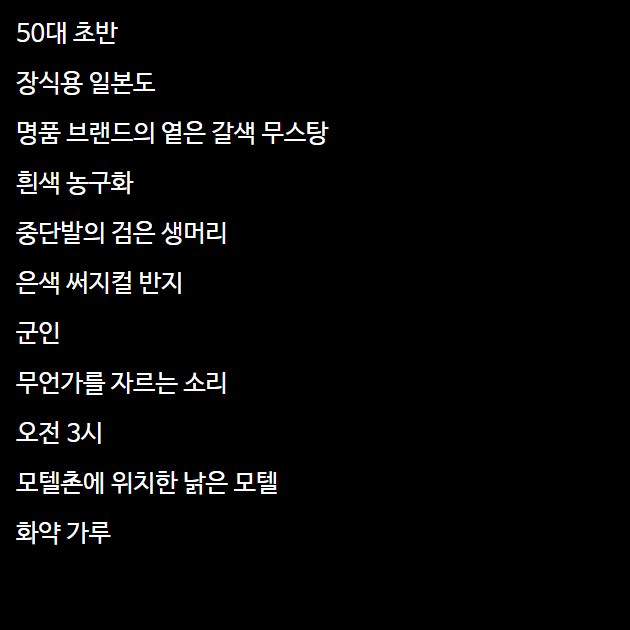 50대 초반
장식용 일본도
명품 브랜드의 옅은 갈색 무스탕
흰색 농구화
중단발의 검은 생머리
은색 써지컬 반지
군인
무언가를 자르는 소리
오전 3시
모텔촌에 위치한 낡은 모텔
화약 가루